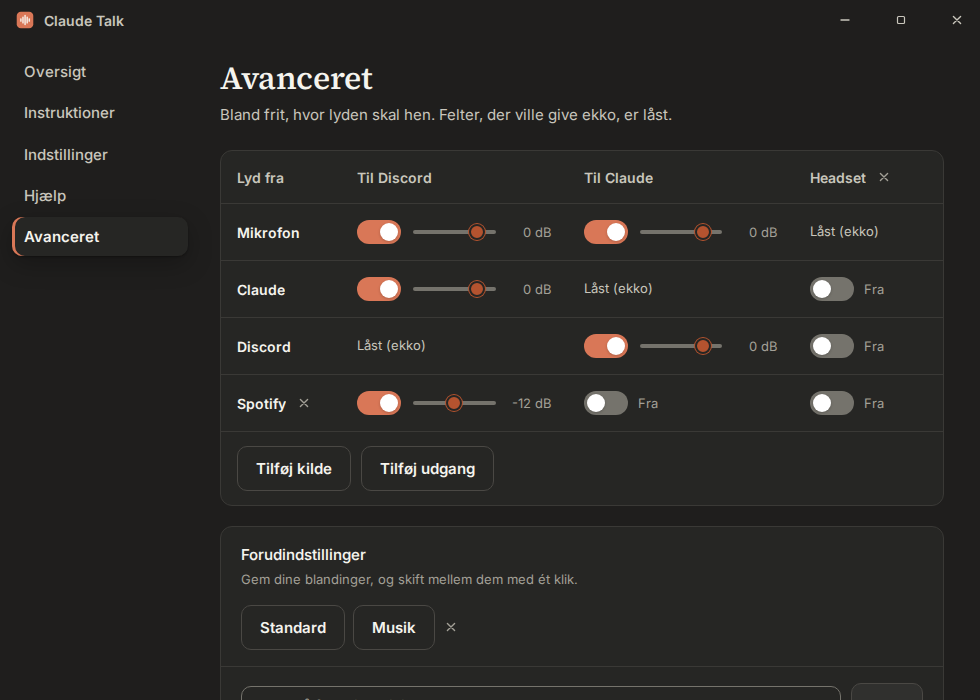 Claude Talk
Oversigt
Instruktioner
Indstillinger
Hjælp
Avanceret
Avanceret
Bland frit, hvor lyden skal hen. Felter, der ville give ekko, er låst.
Lyd fra Til Discord Til Claude Headset
Mikrofon 0 dB 0 dB Låst (ekko)
Claude 0 dB Låst (ekko) Fra
Discord Låst (ekko) 0 dB Fra
Spotify -12 dB Fra Fra
Tilføj kilde Tilføj udgang
Forudindstillinger
Gem dine blandinger, og skift mellem dem med ét klik.
Standard Musik